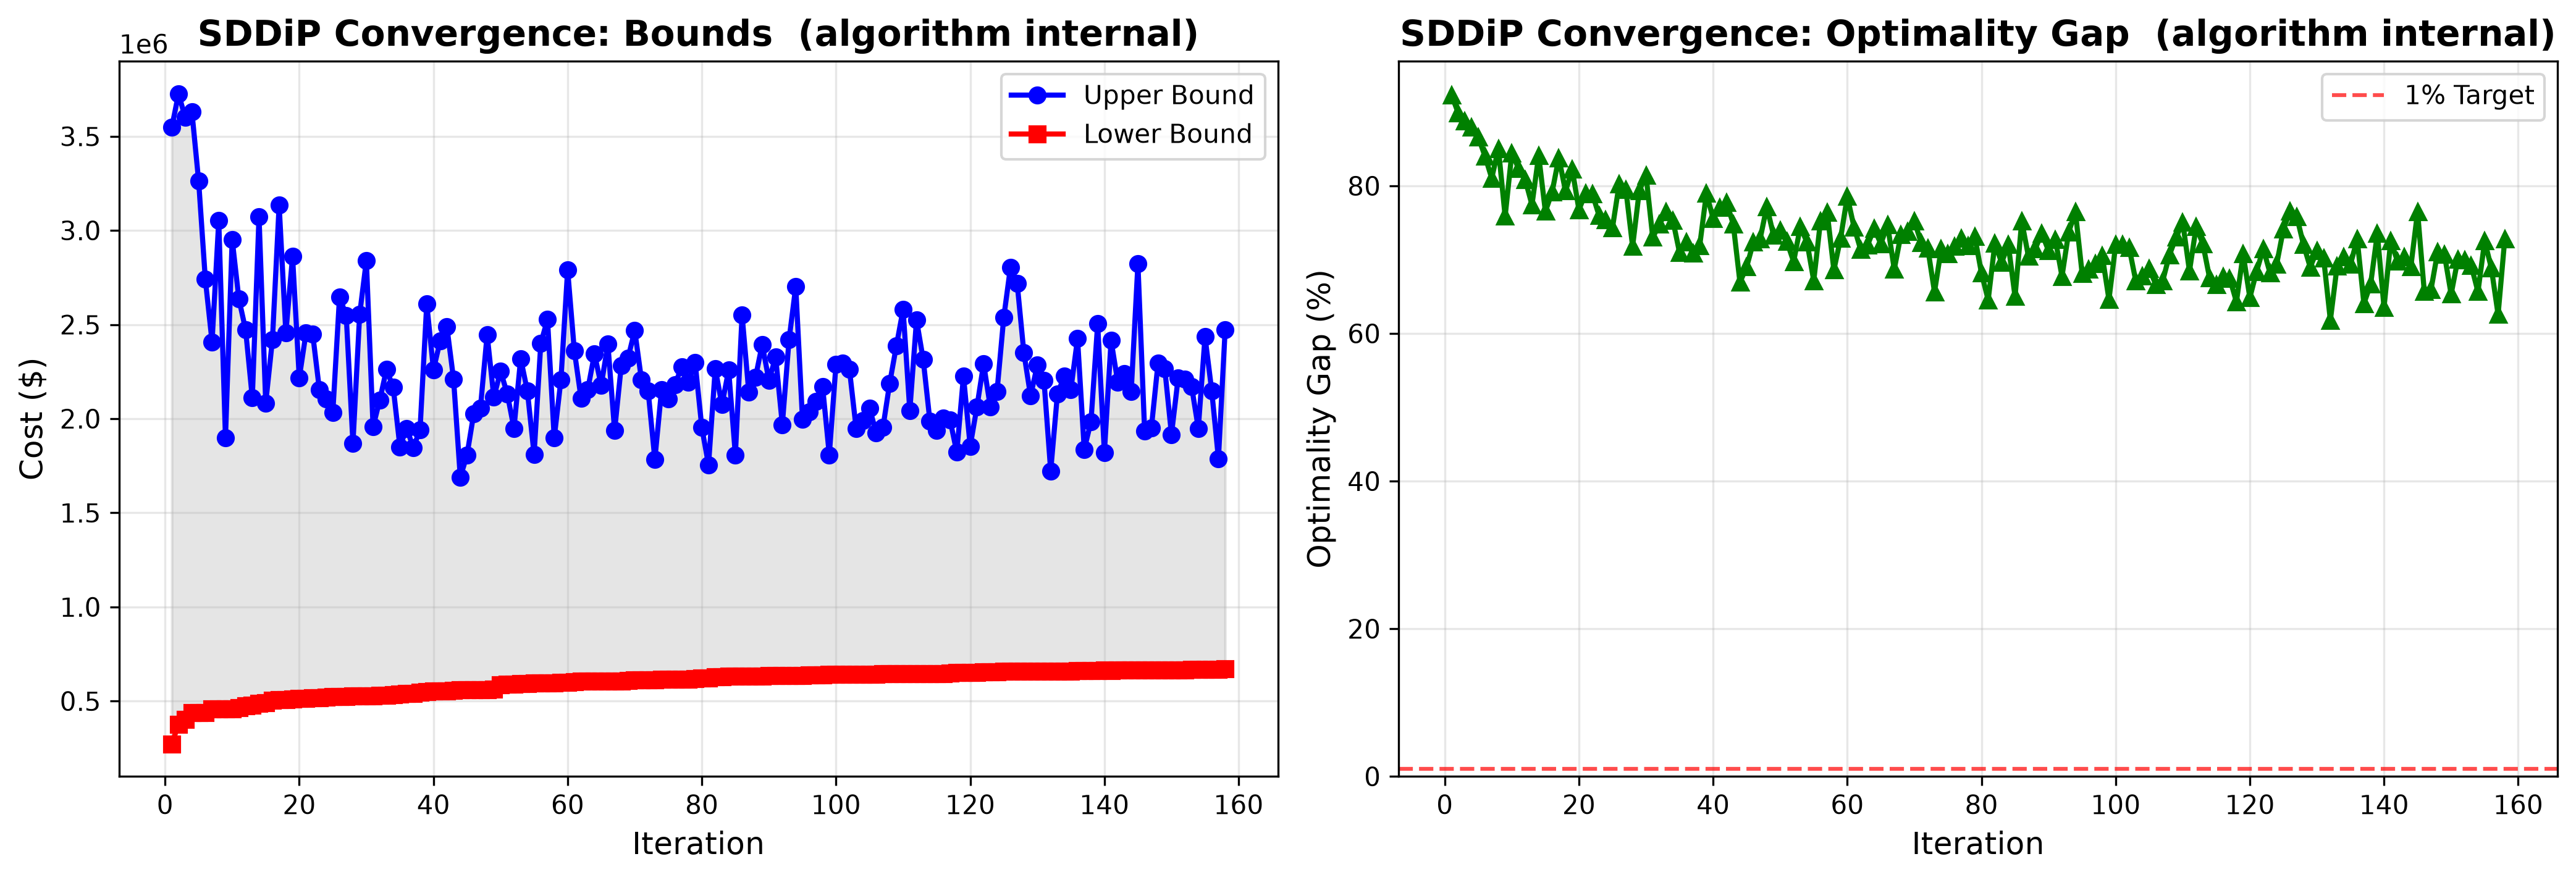 SDDiP Convergence: Bounds  (algorithm internal)
1e6
Upper Bound
Lower Bound
3.5
3.0
2.5
2.0
1.5
1.0
0.5
Cost ($)
0 20 40 60 80 100 120 140 160
Iteration
SDDiP Convergence: Optimality Gap  (algorithm internal)
1% Target
80
60
40
20
0
Optimality Gap (%)
0 20 40 60 80 100 120 140 160
Iteration